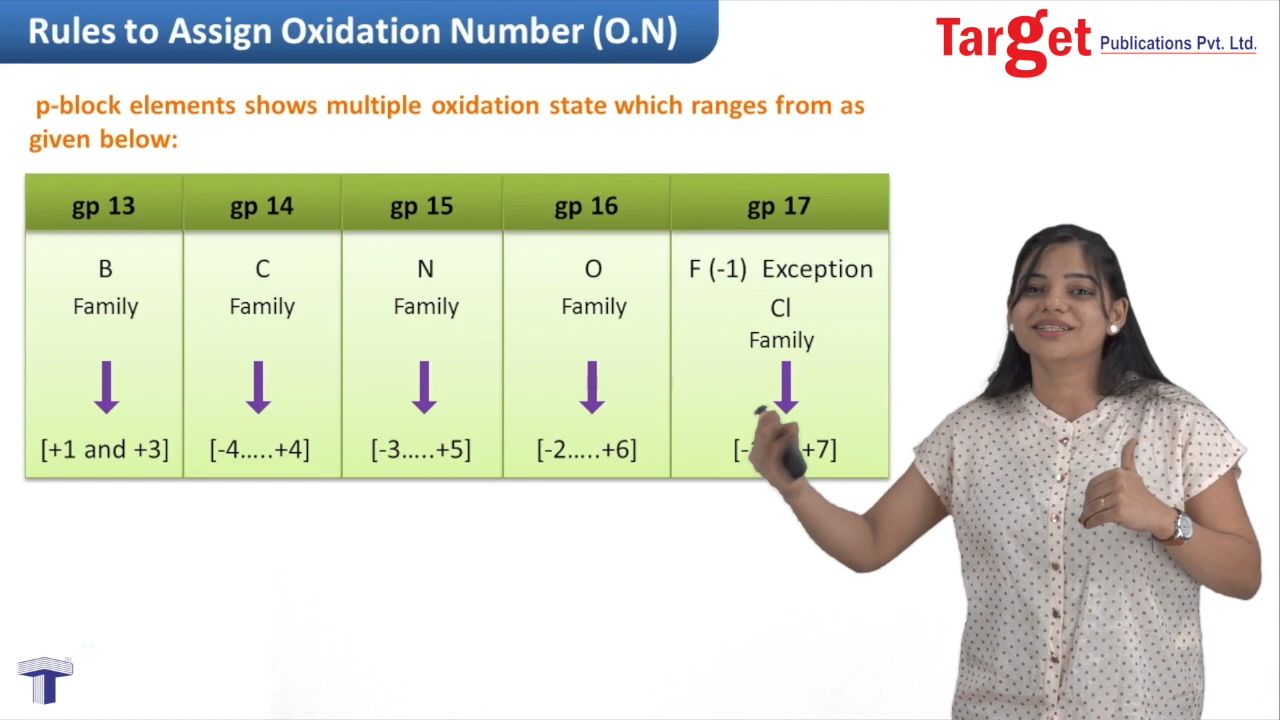 Rules to Assign Oxidation Number (O.N)
Target Publications Pvt. Ltd.
p-block elements shows multiple oxidation state which ranges from as
given below:
gp 13 gp 14 gp 15 gp 16 gp 17
B C N O F (-1) Exception
Family Family Family Family Cl
Family
[+1 and +3] [-4.....+4] [-3.....+5] [-2.....+6] [- +7]